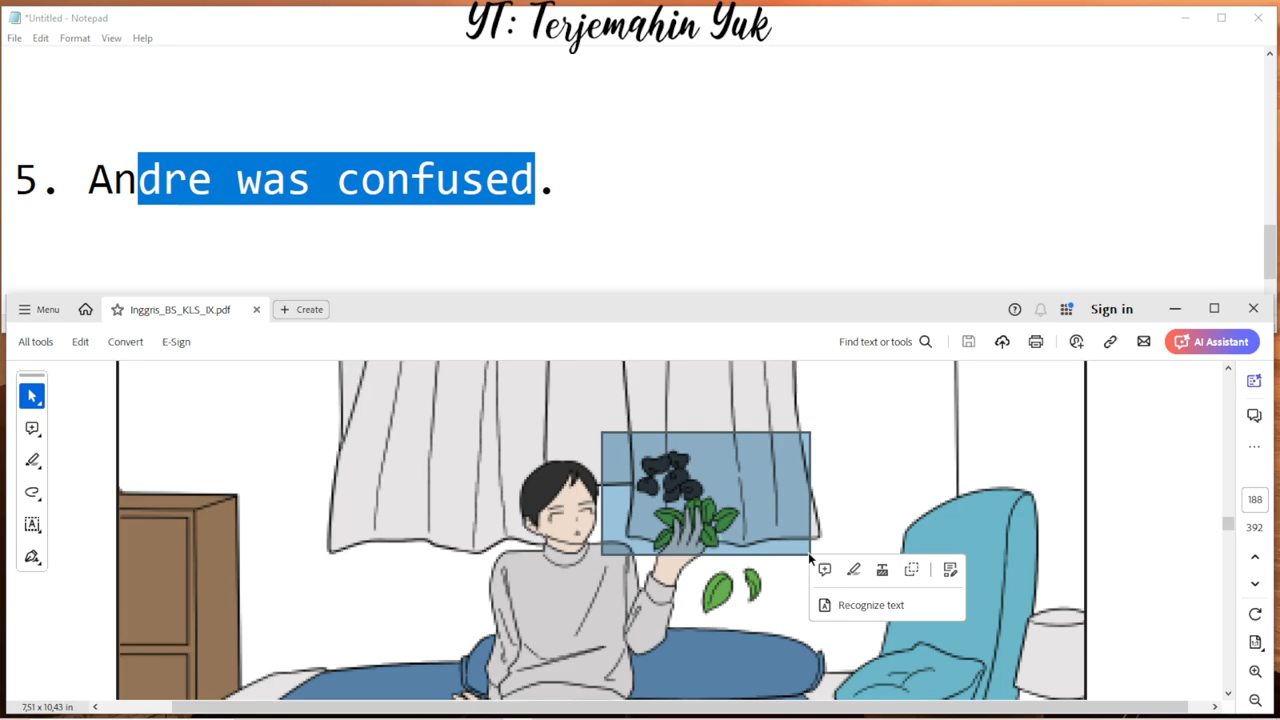 *Untitled - Notepad
YT: Terjemahin Yuk
File Edit Format View Help
5. Andre was confused.
Menu Inggris_BS_KLS_IX.pdf Create Sign in
All tools Edit Convert E-Sign Find text or tools AI Assistant
188
392
Recognize text
7,51 x 10,43 in